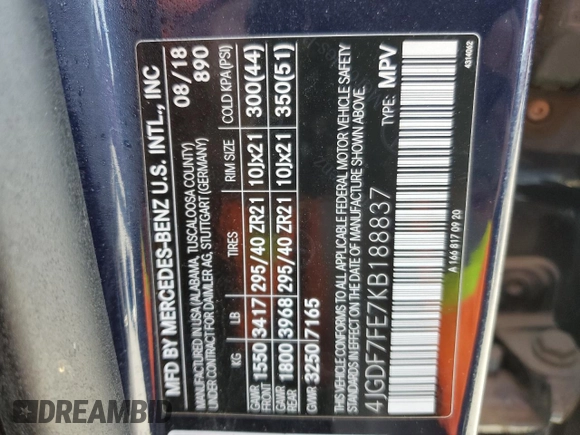 MFD BY MERCEDES-BENZ U.S. INTL., INC
MANUFACTURED IN USA (ALABAMA, TUSCALOOSA COUNTY)
UNDER CONTRACT FOR DAIMLER AG, STUTTGART (GERMANY)
08/18
890
KG LB TIRES RIM SIZE COLD KPA (PSI)
GAWR FRONT 1550 3417 295/40 ZR21 10Jx21 300(44)
GAWR REAR 1800 3968 295/40 ZR21 10Jx21 350(51)
GVWR 3250 7165
THIS VEHICLE CONFORMS TO ALL APPLICABLE FEDERAL MOTOR VEHICLE SAFETY
STANDARDS IN EFFECT ON THE DATE OF MANUFACTURE SHOWN ABOVE.
4JGDF7FE7KB188837 TYPE: MPV
A 166 817 09 20
4314062
DREAMBID